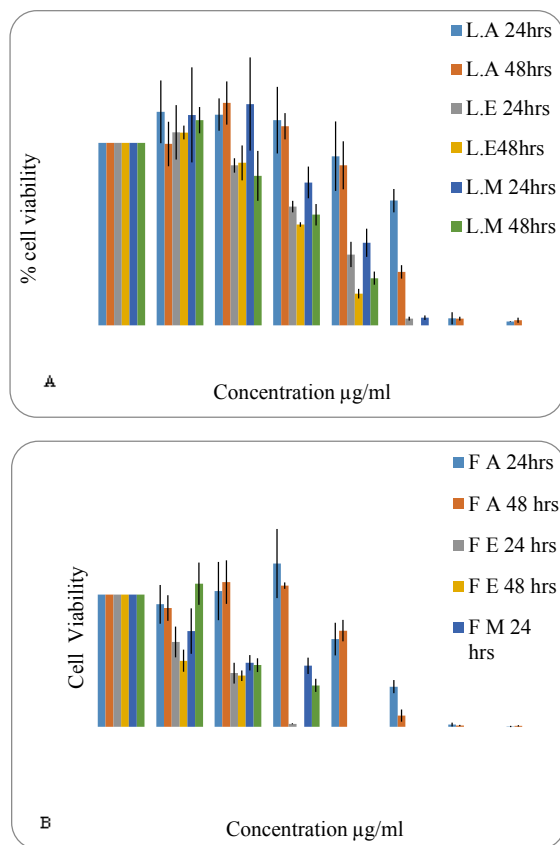 L.A 24hrs
L.A 48hrs
L.E 24hrs
L.E48hrs
L.M 24hrs
L.M 48hrs
% cell viability
A
Concentration µg/ml
F A 24hrs
F A 48 hrs
F E 24 hrs
F E 48 hrs
F M 24
hrs
Cell Viability
B
Concentration µg/ml